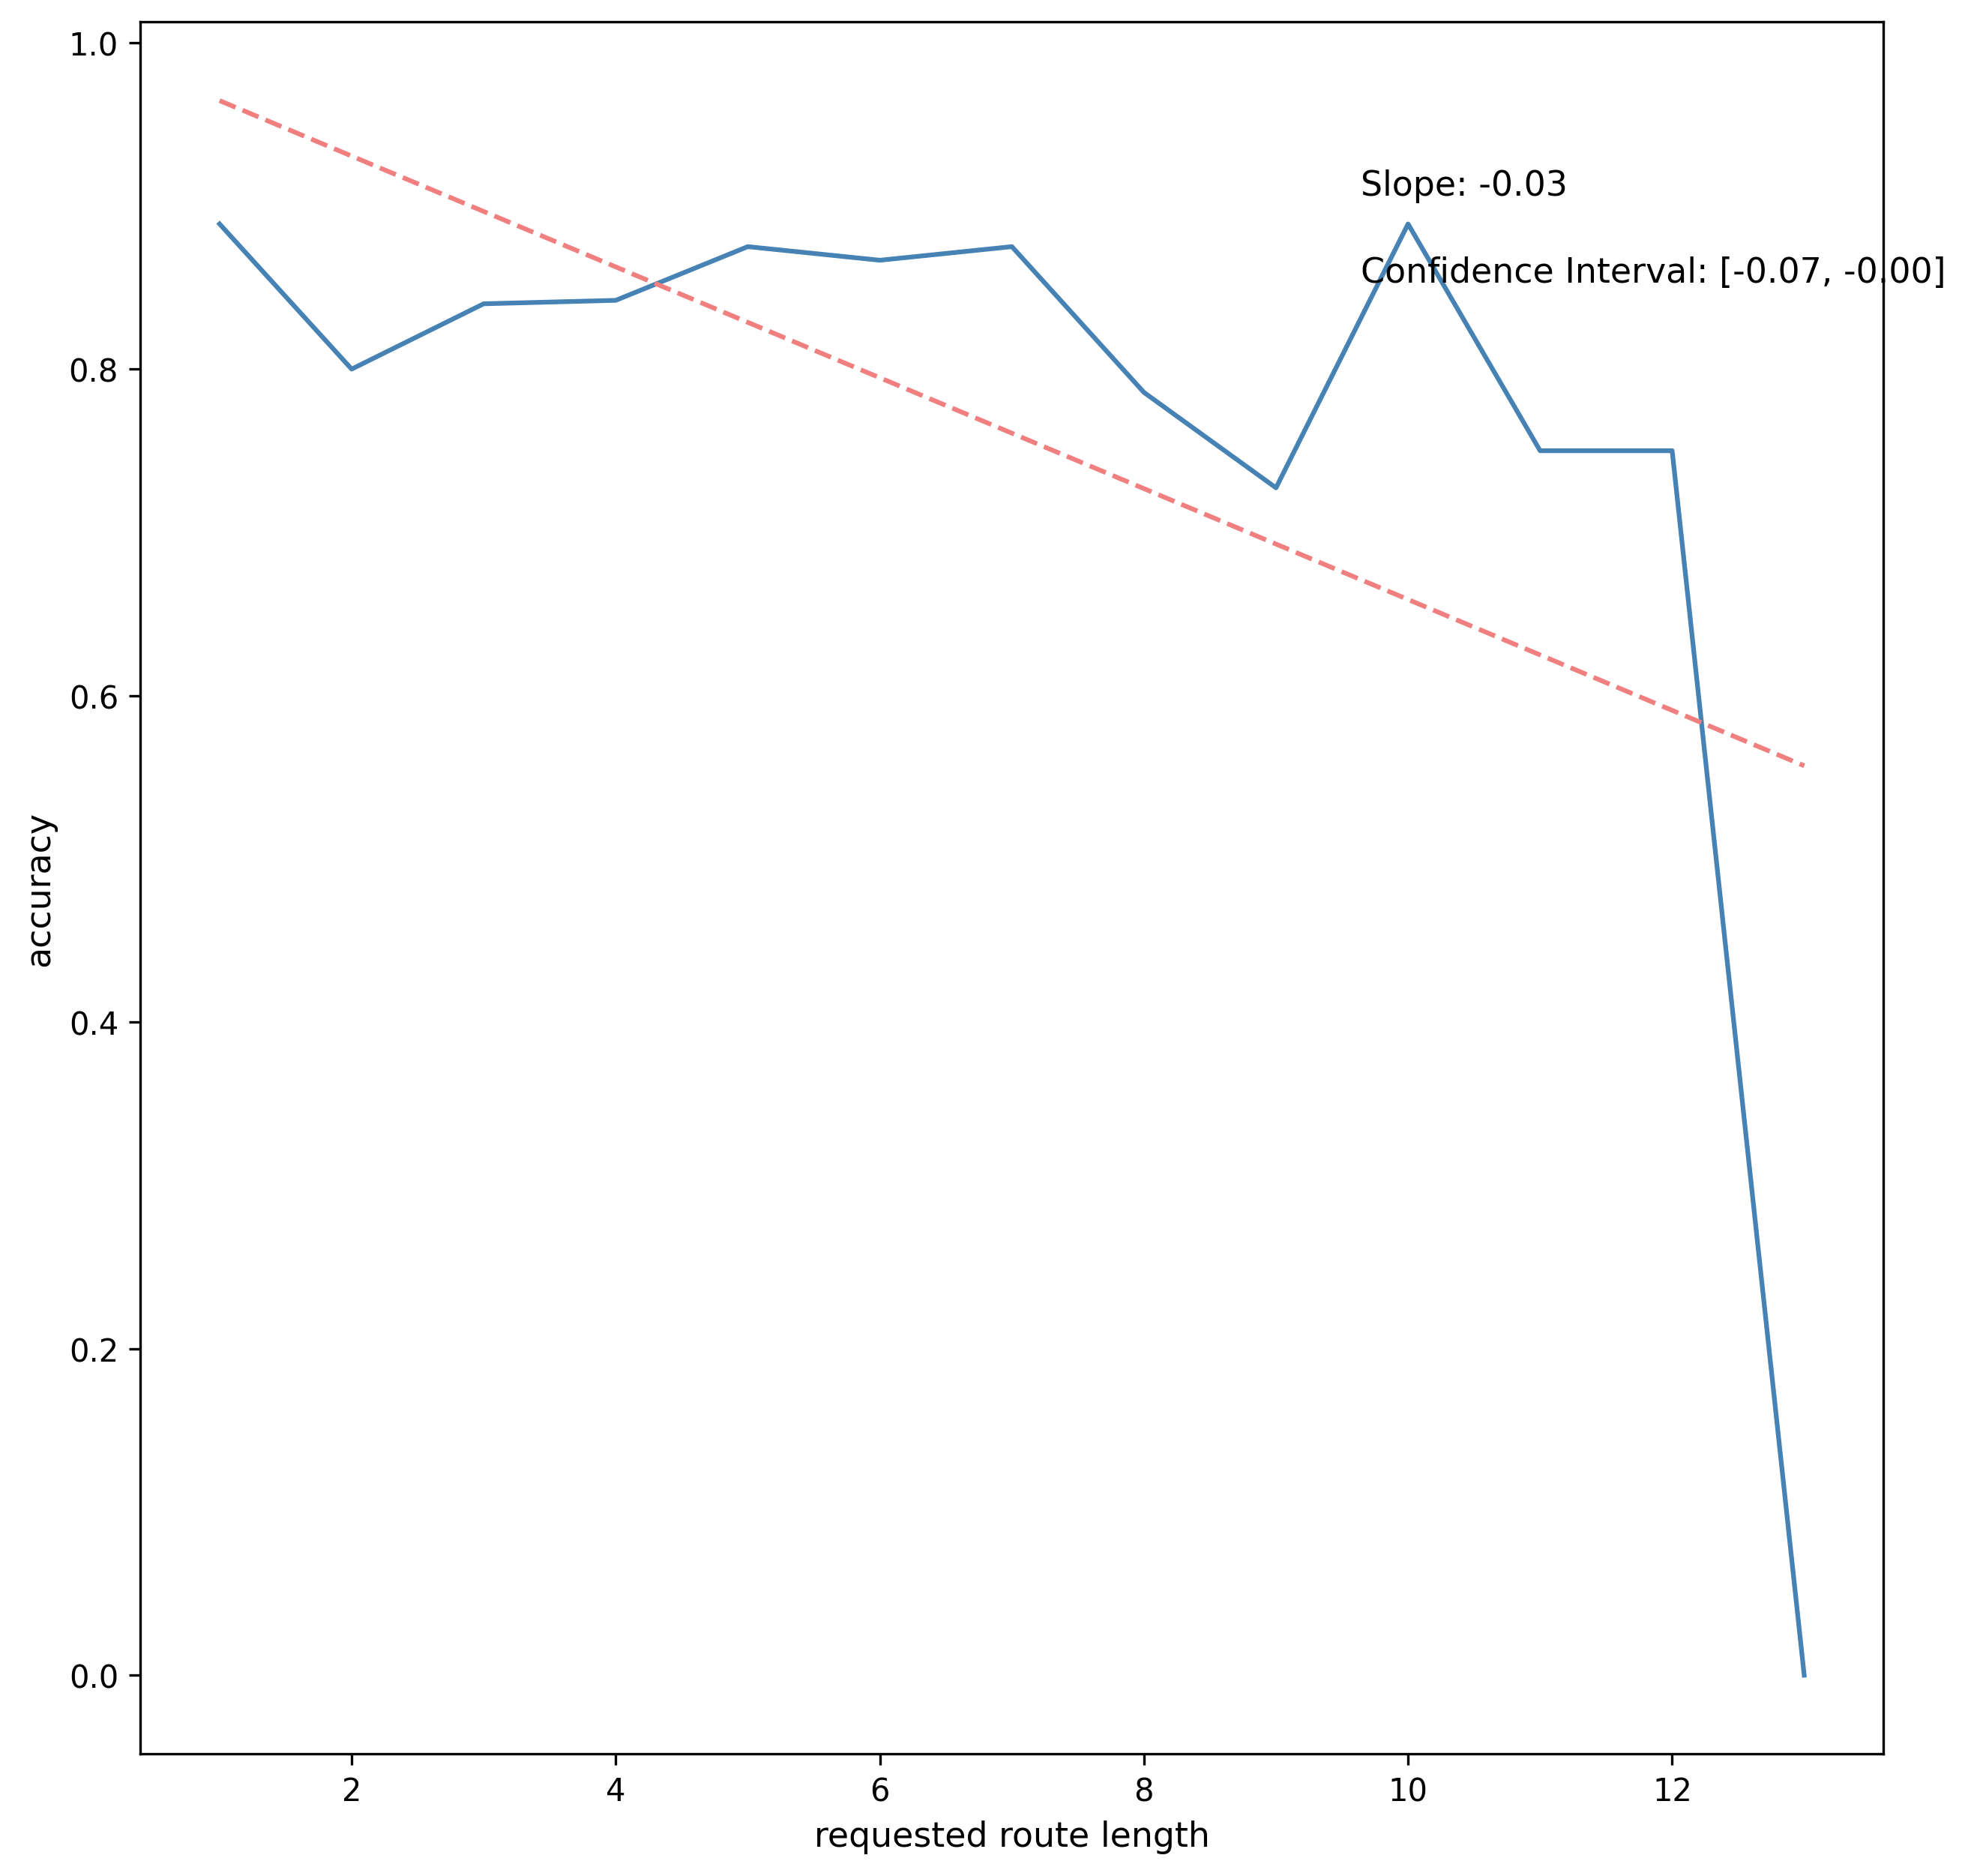 1.0
0.8
0.6
0.4
0.2
0.0
accuracy
Slope: -0.03
Confidence Interval: [-0.07, -0.00]
2 4 6 8 10 12
requested route length